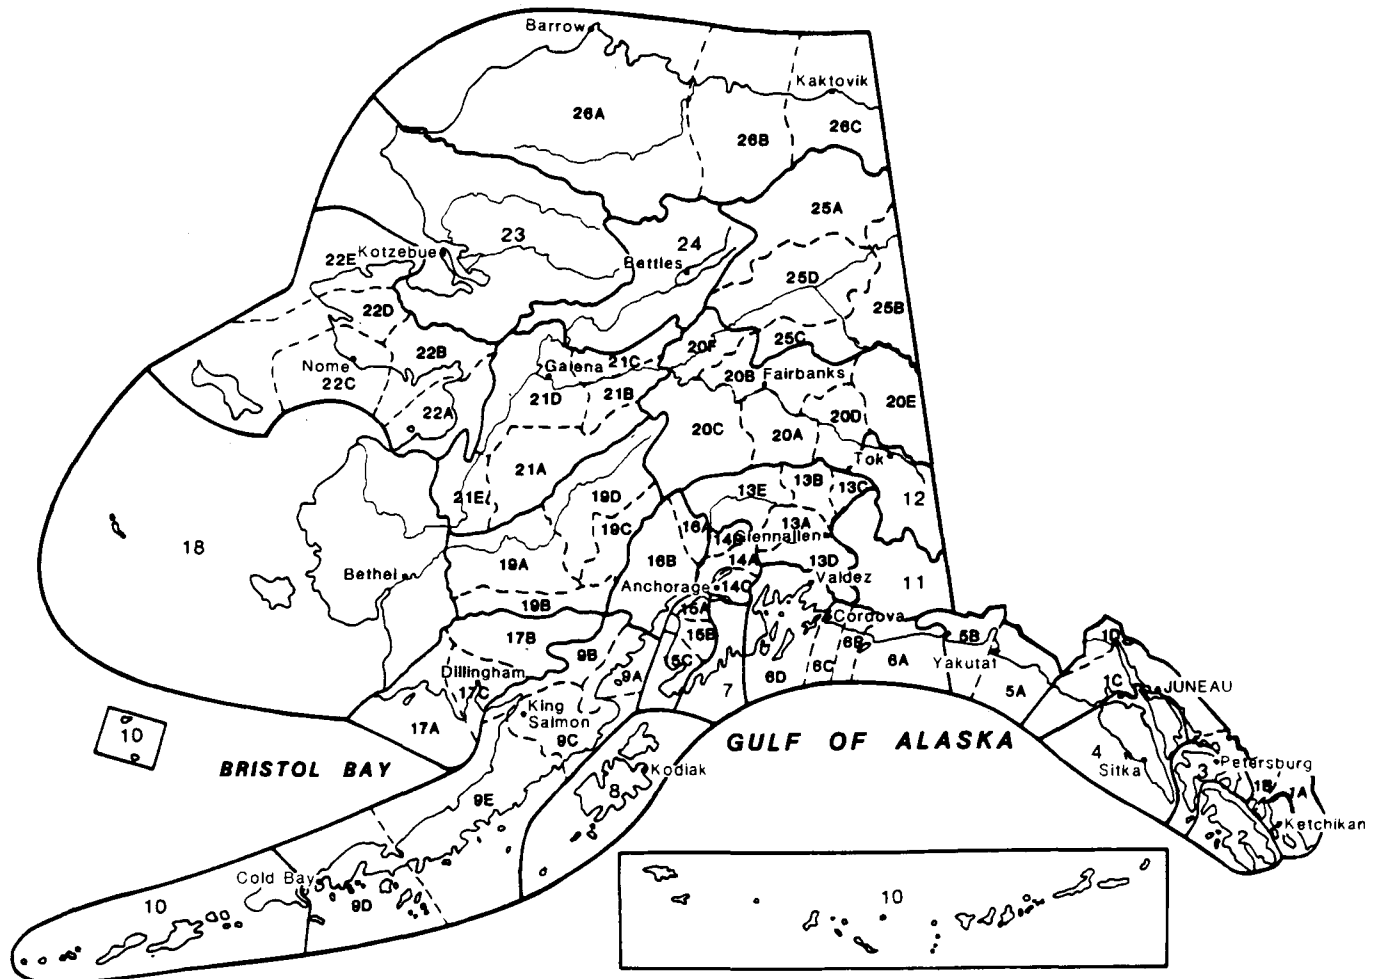 Barrow
Kaktovik
26A
26B
26C
25A
23
24
Kotzebue
22E
Bettles
25D
22D
25B
25C
20F
22B
Nome
22C
Galena
21C
20B
Fairbanks
21D
21B
22A
20D
20E
20C
20A
Tok
21A
21E
19D
13E
13B
13C
12
19C
16A
13A
14B
Glennallen
18
19A
16B
14A
13D
Bethel
Anchorage
14C
Valdez
11
19B
15A
Cordova
17B
15B
6B
5B
1D
9B
15C
6A
Yakutat
Dillingham
17C
9A
7
6D
6C
5A
1C
JUNEAU
King
Salmon
17A
9C
10
GULF OF ALASKA
4
Sitka
3
Petersburg
BRISTOL BAY
Kodiak
8
1B
1A
9E
2
Ketchikan
Cold Bay
10
9D
10